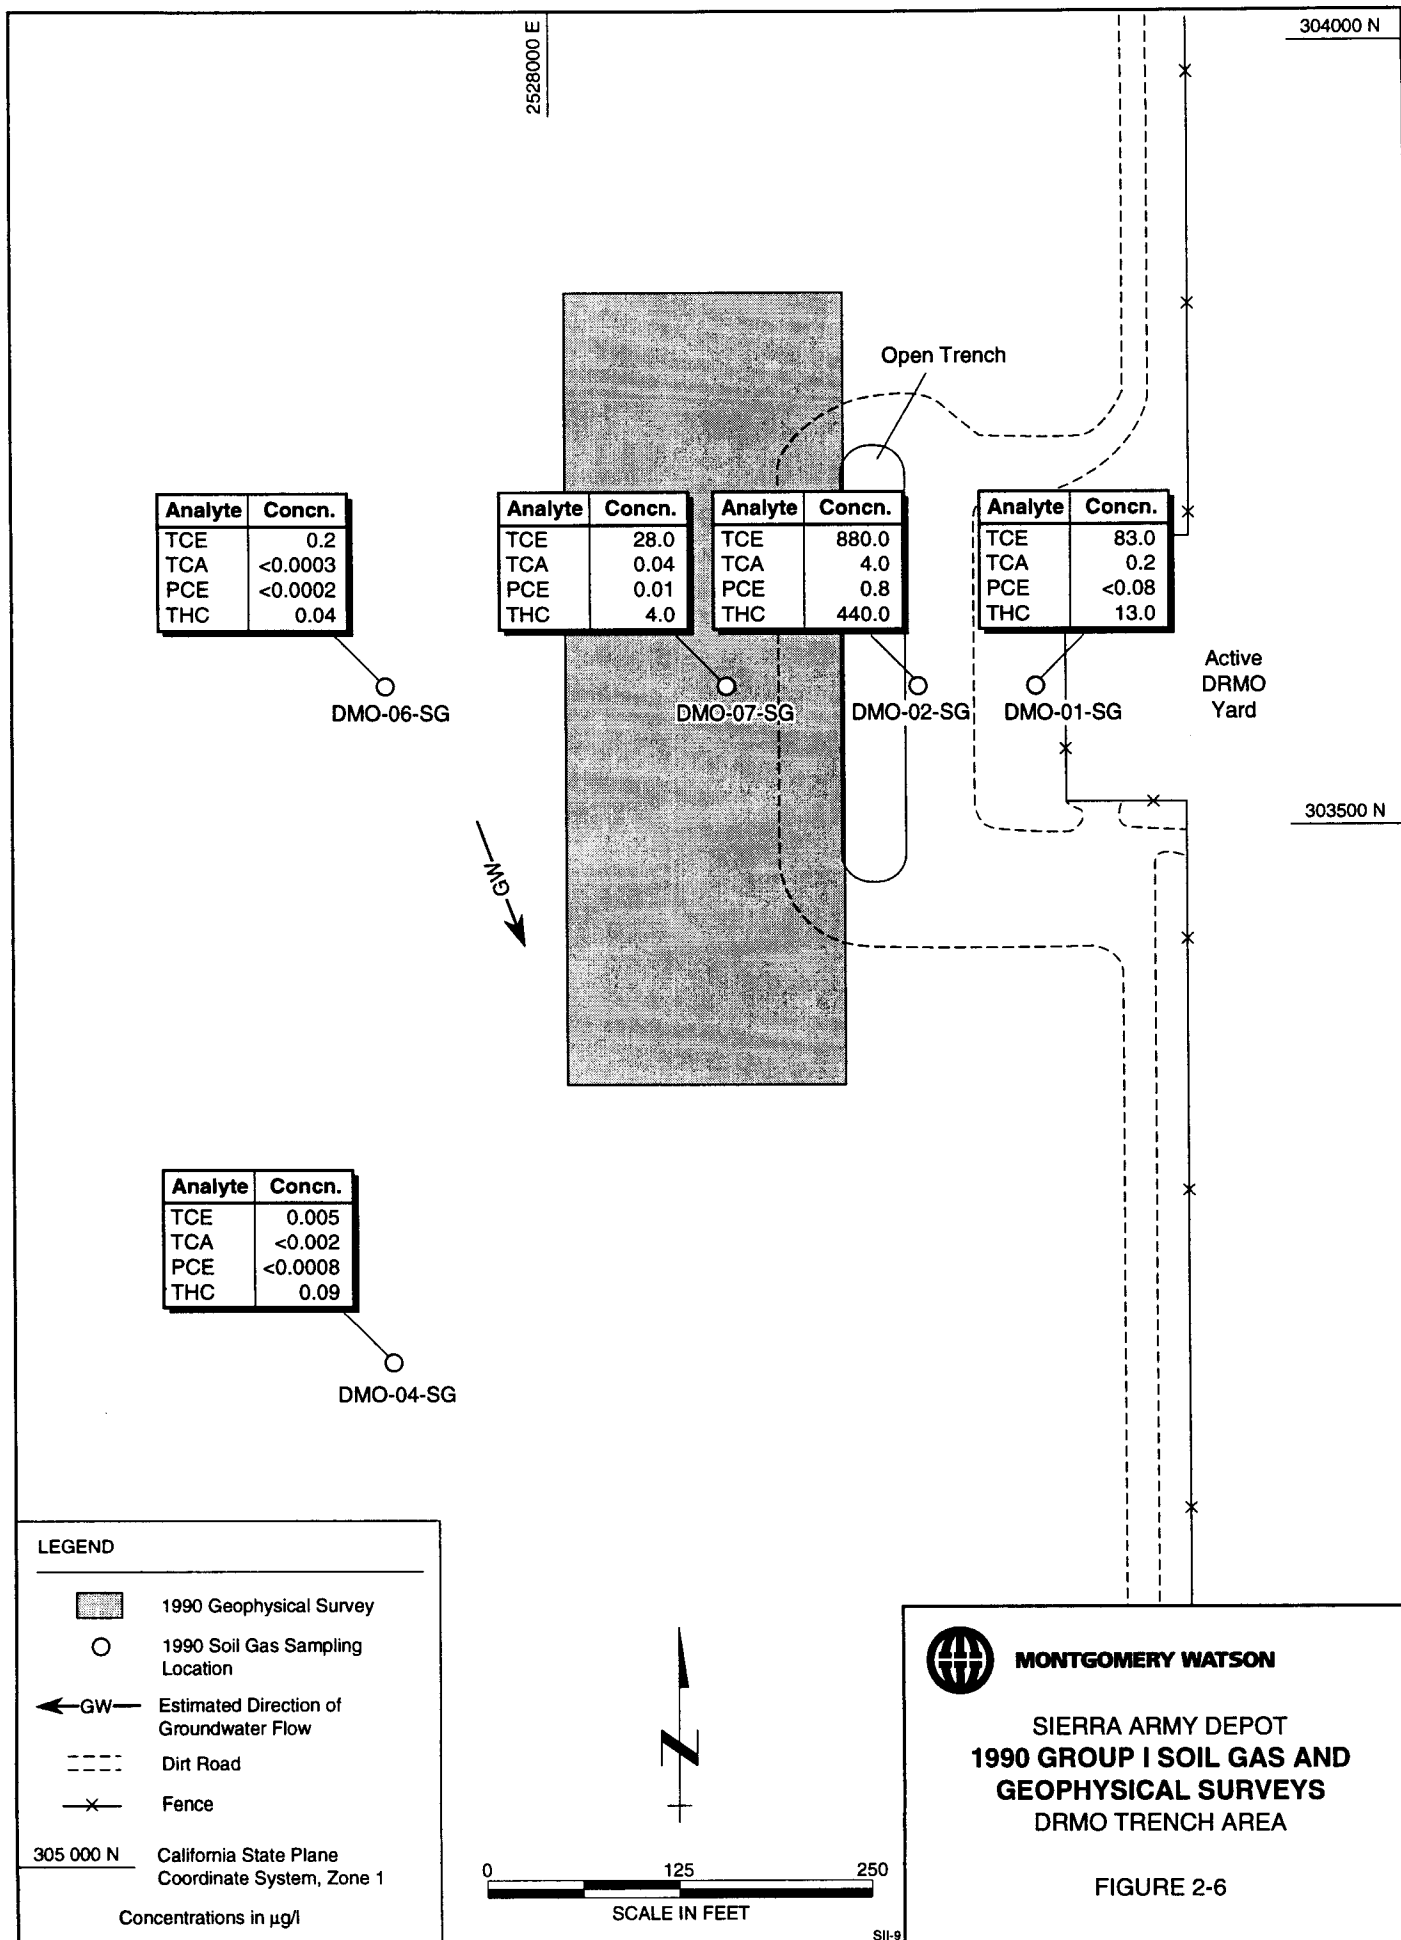 2528000 E
304000 N
Open Trench
Analyte Concn.
TCE 0.2
TCA <0.0003
PCE <0.0002
THC 0.04
DMO-06-SG
Analyte Concn.
TCE 28.0
TCA 0.04
PCE 0.01
THC 4.0
DMO-07-SG
Analyte Concn.
TCE 880.0
TCA 4.0
PCE 0.8
THC 440.0
DMO-02-SG
Analyte Concn.
TCE 83.0
TCA 0.2
PCE <0.08
THC 13.0
DMO-01-SG
Active
DRMO
Yard
303500 N
GW
Analyte Concn.
TCE 0.005
TCA <0.002
PCE <0.0008
THC 0.09
DMO-04-SG
LEGEND
1990 Geophysical Survey
1990 Soil Gas Sampling
Location
GW Estimated Direction of
Groundwater Flow
Dirt Road
Fence
305 000 N California State Plane
Coordinate System, Zone 1
Concentrations in µg/l
N
0 125 250
SCALE IN FEET
SII-9
MONTGOMERY WATSON
SIERRA ARMY DEPOT
1990 GROUP I SOIL GAS AND
GEOPHYSICAL SURVEYS
DRMO TRENCH AREA
FIGURE 2-6